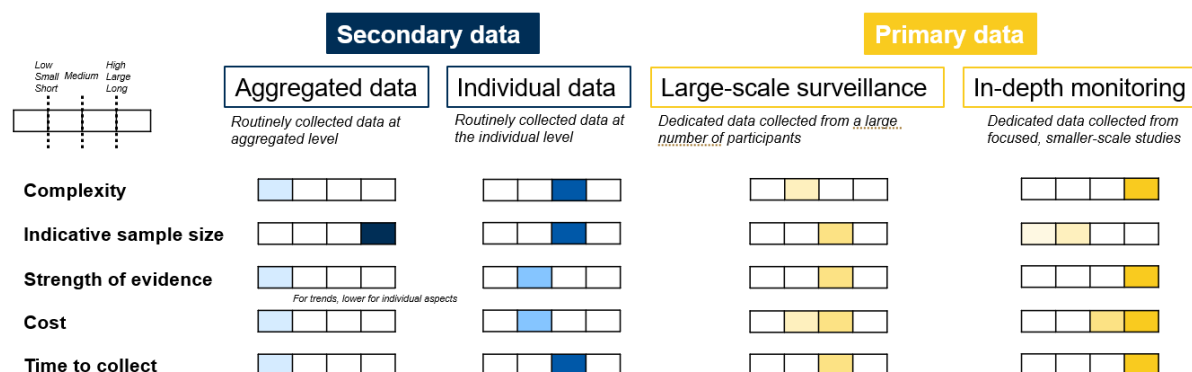 Secondary data
Primary data
Low
Small
Short
Medium
High
Large
Long
Aggregated data
Individual data
Large-scale surveillance
In-depth monitoring
Routinely collected data at
aggregated level
Routinely collected data at
the individual level
Dedicated data collected from a large
number of participants
Dedicated data collected from
focused, smaller-scale studies
Complexity
Indicative sample size
Strength of evidence
For trends, lower for individual aspects
Cost
Time to collect